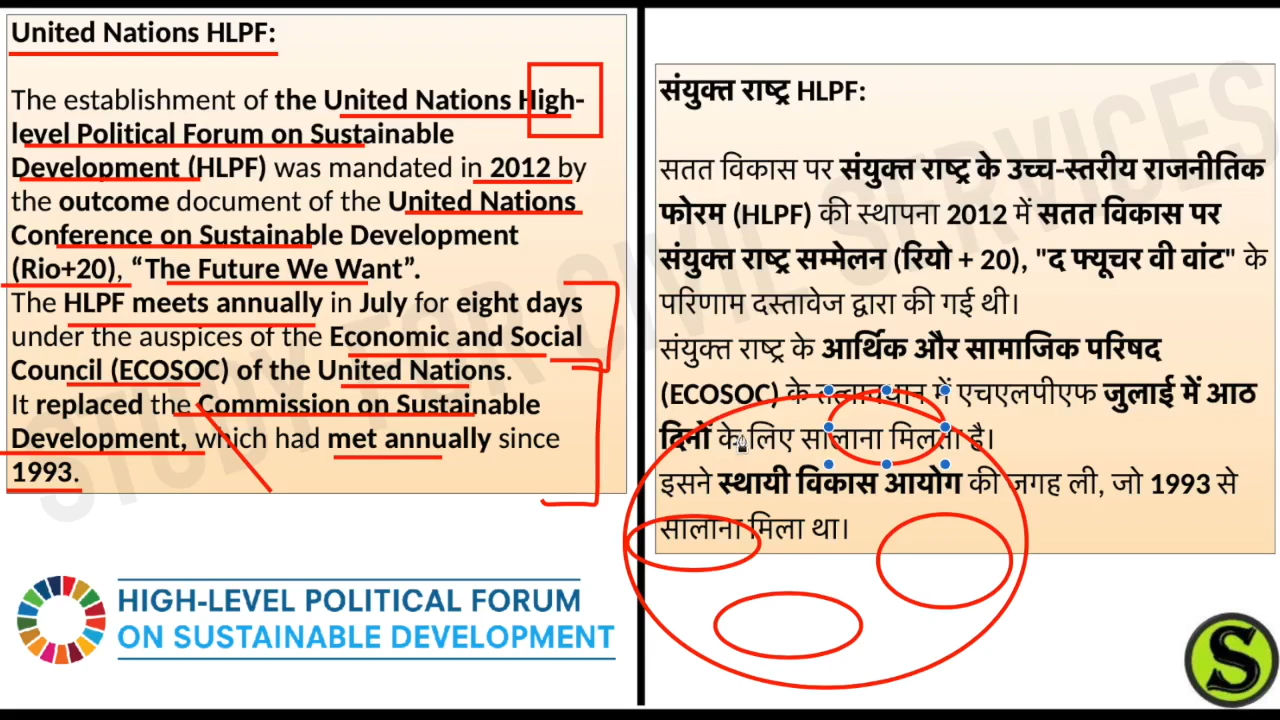 United Nations HLPF:
The establishment of the United Nations High-
level Political Forum on Sustainable
Development (HLPF) was mandated in 2012 by
the outcome document of the United Nations
Conference on Sustainable Development
(Rio+20), “The Future We Want”.
The HLPF meets annually in July for eight days
under the auspices of the Economic and Social
Council (ECOSOC) of the United Nations.
It replaced the Commission on Sustainable
Development, which had met annually since
1993.
HIGH-LEVEL POLITICAL FORUM
ON SUSTAINABLE DEVELOPMENT
संयुक्त राष्ट्र HLPF:
सतत विकास पर संयुक्त राष्ट्र के उच्च-स्तरीय राजनीतिक
फोरम (HLPF) की स्थापना 2012 में सतत विकास पर
संयुक्त राष्ट्र सम्मेलन (रियो + 20), "द फ्यूचर वी वांट" के
परिणाम दस्तावेज द्वारा की गई थी।
संयुक्त राष्ट्र के आर्थिक और सामाजिक परिषद
(ECOSOC) के तत्वावधान में एचएलपीएफ जुलाई में आठ
दिनों के लिए सालाना मिलता है।
इसने स्थायी विकास आयोग की जगह ली, जो 1993 से
सालाना मिला था।
STUDY FOR CIVIL SERVICES
S